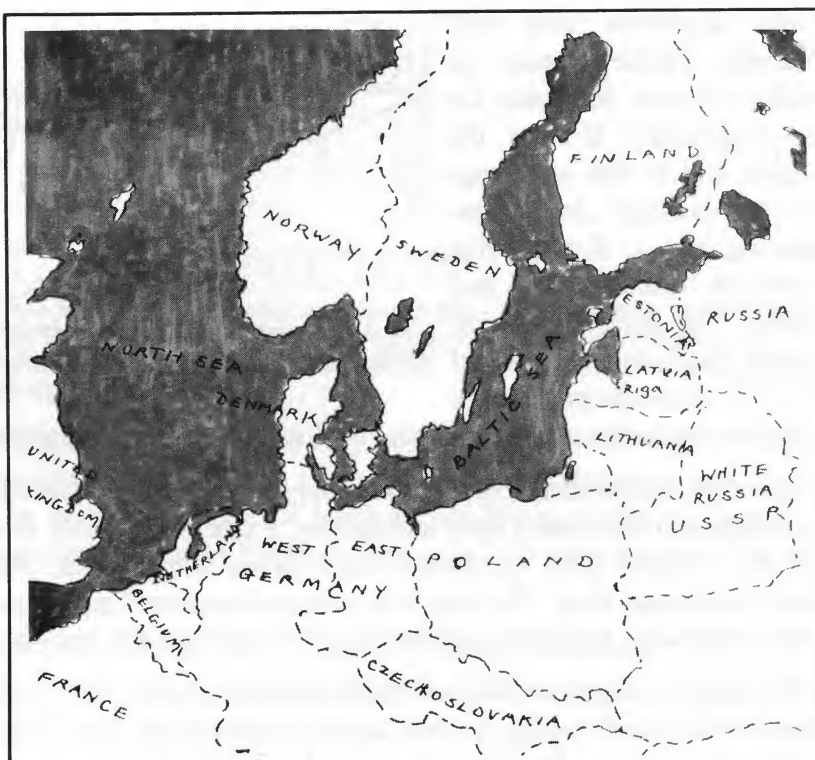 FINLAND
NORWAY
SWEDEN
ESTONIA
RUSSIA
NORTH SEA
LATVIA
Riga
DENMARK
BALTIC SEA
LITHUANIA
UNITED
KINGDOM
WHITE
RUSSIA
USSR
NETHERLAND
WEST
EAST
GERMANY
POLAND
BELGIUM
CZECHOSLOVAKIA
FRANCE